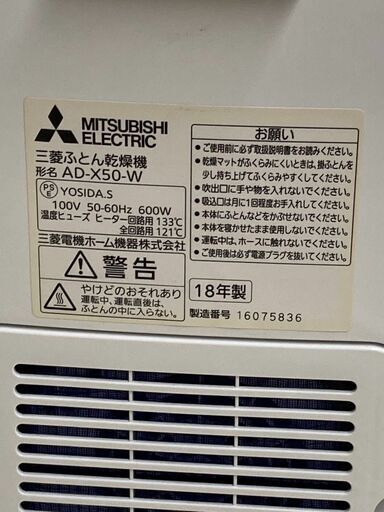 MITSUBISHI
ELECTRIC
三菱ふとん乾燥機
形名 AD-X50-W
PS
E YOSIDA.S
100V 50-60Hz 600W
温度ヒューズ ヒーター回路用 133℃
全回路用 121℃
三菱電機ホーム機器株式会社
警告
やけどのおそれあり
運転中、運転直後は、
ふとんの中に入らない。
お願い
●ご使用前に必ず取扱説明書をお読みください。
●乾燥マットがふくらみにくいときは、掛ふとんを
少し持ち上げてふくらみやすくしてください。
●吹出口に手や物を入れないでください。
●吸込口は月に1回程度お手入れしてください。
●本体にこしかけたりしないでください。
●本体を寝かせたまま使用しないでください。
●運転中は、ホースに触れないでください。
●ご使用後は必ず電源プラグを抜いてください。
18年製
製造番号 16075836